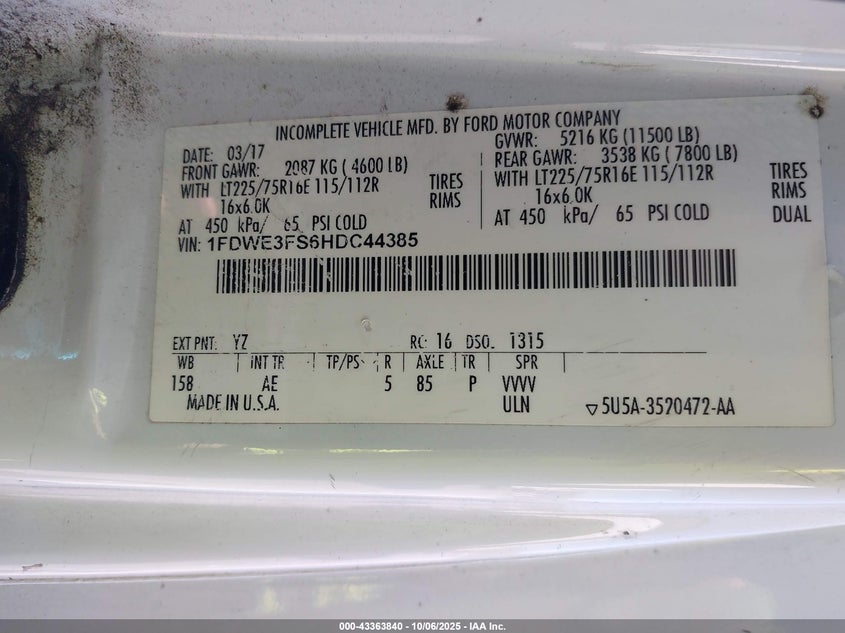 INCOMPLETE VEHICLE MFD. BY FORD MOTOR COMPANY
DATE: 03/17
GVWR: 5216 KG (11500 LB)
FRONT GAWR: 2087 KG ( 4600 LB)
REAR GAWR: 3538 KG ( 7800 LB)
WITH LT225/75R16E 115/112R TIRES
WITH LT225/75R16E 115/112R TIRES
16x6.0K RIMS
16x6.0K RIMS
AT 450 kPa/ 65 PSI COLD
AT 450 kPa/ 65 PSI COLD DUAL
VIN: 1FDWE3FS6HDC44385
EXT PNT: YZ RC: 16 DSO: 1315
WB INT TR TP/PS R AXLE TR SPR
158 AE 5 85 P VVVV
MADE IN U.S.A. ULN ▽5U5A-3520472-AA
000-43363840 - 10/06/2025 - IAA Inc.